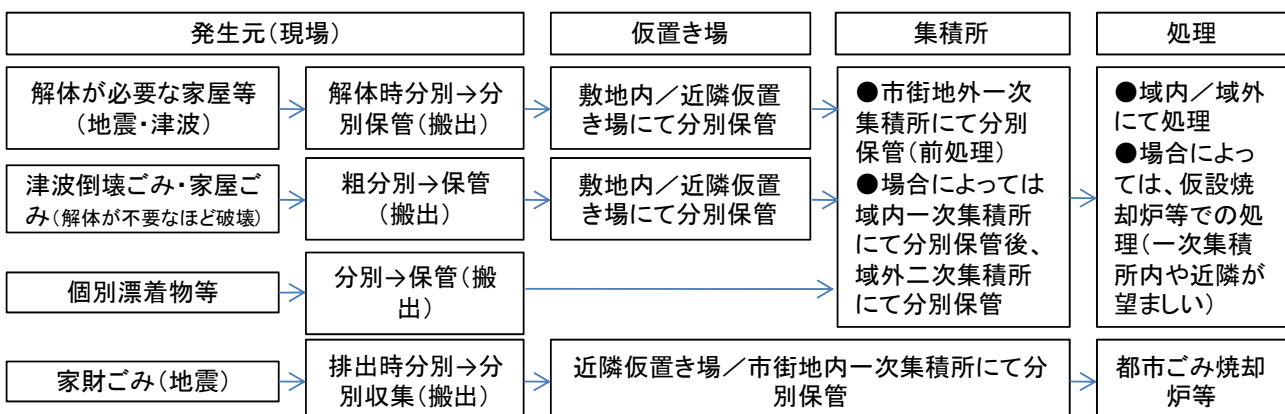 発生元(現場)
仮置き場
集積所
処理
解体が必要な家屋等
(地震・津波)
解体時分別→分
別保管(搬出)
敷地内/近隣仮置
き場にて分別保管
●市街地外一次
集積所にて分別
保管(前処理)
●場合によっては
域内一次集積所
にて分別保管後、
域外二次集積所
にて分別保管
●域内/域外
にて処理
●場合によっ
ては、仮設焼
却炉等での処
理(一次集積
所内や近隣が
望ましい)
津波倒壊ごみ・家屋ご
み(解体が不要なほど破壊)
粗分別→保管
(搬出)
敷地内/近隣仮置
き場にて分別保管
個別漂着物等
分別→保管(搬
出)
家財ごみ(地震)
排出時分別→分
別収集(搬出)
近隣仮置き場/市街地内一次集積所にて分
別保管
都市ごみ焼却
炉等